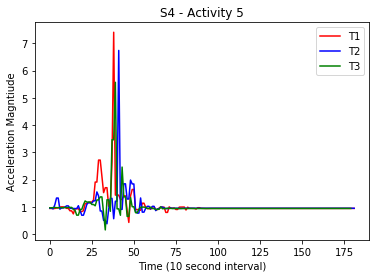 S4 - Activity 5
T1
T2
T3
Acceleration Magntiude
7
6
5
4
3
2
1
0
0 25 50 75 100 125 150 175
Time (10 second interval)